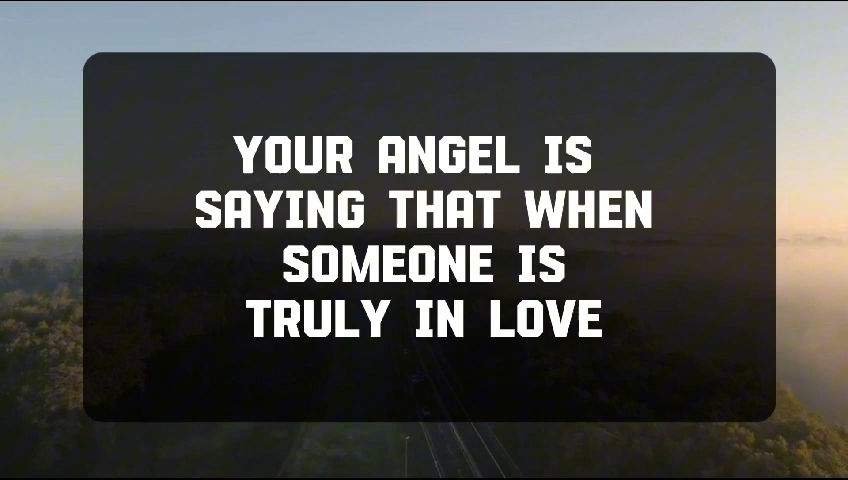 YOUR ANGEL IS
SAYING THAT WHEN
SOMEONE IS
TRULY IN LOVE